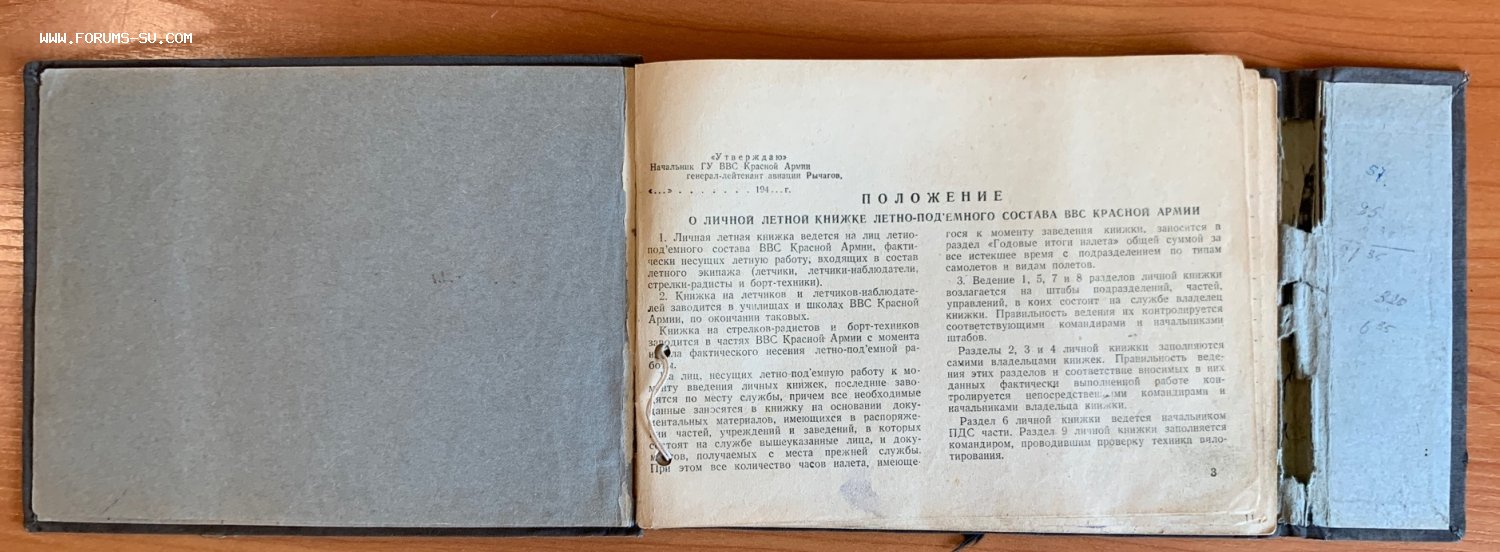 WWW.FORUMS-SU.COM
«Утверждаю»
Начальник ГУ ВВС Красной Армии
генерал-лейтенант авиации Рычагов,
«...» . . . . . . . 194...г.
ПОЛОЖЕНИЕ
О ЛИЧНОЙ ЛЕТНОЙ КНИЖКЕ ЛЕТНО-ПОД'ЕМНОГО СОСТАВА ВВС КРАСНОЙ АРМИИ
1. Личная летная книжка ведется на лиц летно-
под'емного состава ВВС Красной Армии, факти-
чески несущих летную работу, входящих в состав
летного экипажа (летчики, летчики-наблюдатели,
стрелки-радисты и борт-техники).
2. Книжка на летчиков и летчиков-наблюдате-
лей заводится в училищах и школах ВВС Красной
Армии, по окончании таковых.
Книжка на стрелков-радистов и борт-техников
заводится в частях ВВС Красной Армии с момента
начала фактического несения летно-под'емной ра-
боты.
На лиц, несущих летно-под'емную работу к мо-
менту введения личных книжек, последние заво-
дятся по месту службы, причем все необходимые
данные заносятся в книжку на основании доку-
ментальных материалов, имеющихся в распоряже-
нии частей, учреждений и заведений, в которых
состоят на службе вышеуказанные лица, и доку-
ментов, получаемых с места прежней службы.
При этом все количество часов налета, имеюще-
гося к моменту заведения книжки, заносится в
раздел «Годовые итоги налета» общей суммой за
все истекшее время с подразделением по типам
самолетов и видам полетов.
3. Ведение 1, 5, 7 и 8 разделов личной книжки
возлагается на штабы подразделений, частей,
управлений, в коих состоит на службе владелец
книжки. Правильность ведения их контролируется
соответствующими командирами и начальниками
штабов.
Разделы 2, 3 и 4 личной книжки заполняются
самими владельцами книжек. Правильность веде-
ния этих разделов и соответствие вносимых в них
данных фактически выполненной работе кон-
тролируется непосредственными командирами и
начальниками владельца книжки.
Раздел 6 личной книжки ведется начальником
ПДС части. Раздел 9 личной книжки заполняется
командиром, проводившим проверку техники пило-
тирования.
3
11